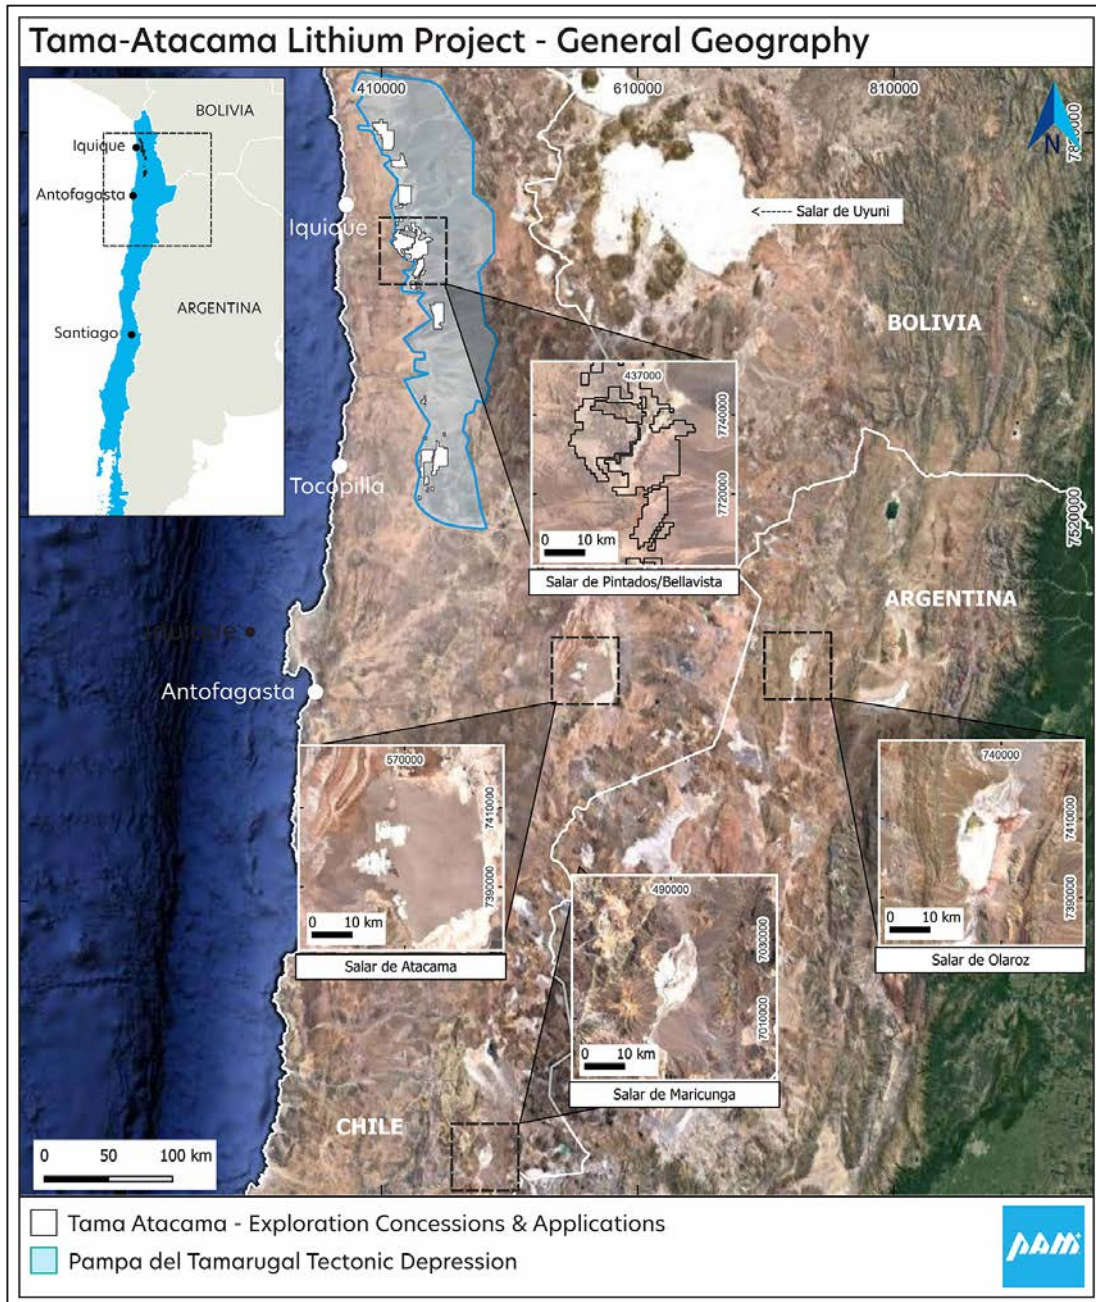 Tama-Atacama Lithium Project - General Geography
410000
610000
810000
N
BOLIVIA
Iquique
Antofagasta
Santiago
ARGENTINA
Iquique
<----- Salar de Uyuni
BOLIVIA
437000
7740000
7720000
0 10 km
Salar de Pintados/Bellavista
Tocopilla
7520000
ARGENTINA
Iquique
Antofagasta
570000
7410000
7390000
0 10 km
Salar de Atacama
740000
7410000
7390000
0 10 km
Salar de Olaroz
490000
7030000
7010000
0 10 km
Salar de Maricunga
CHILE
0 50 100 km
Tama Atacama - Exploration Concessions & Applications
Pampa del Tamarugal Tectonic Depression
PAM